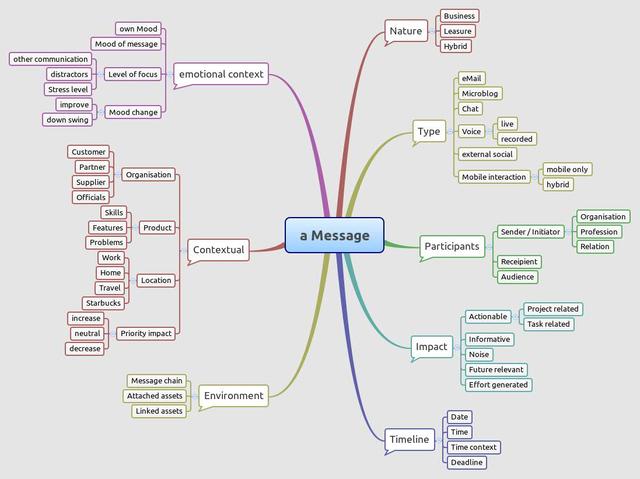 a Message
Nature
Business
Leasure
Hybrid
Type
eMail
Microblog
Chat
Voice
live
recorded
external social
Mobile interaction
mobile only
hybrid
Participants
Sender / Initiator
Organisation
Profession
Relation
Receipient
Audience
Impact
Actionable
Project related
Task related
Informative
Noise
Future relevant
Effort generated
Timeline
Date
Time
Time context
Deadline
emotional context
own Mood
Mood of message
Level of focus
other communication
distractors
Stress level
Mood change
improve
down swing
Contextual
Organisation
Customer
Partner
Supplier
Officials
Product
Skills
Features
Problems
Location
Work
Home
Travel
Starbucks
Priority impact
increase
neutral
decrease
Environment
Message chain
Attached assets
Linked assets